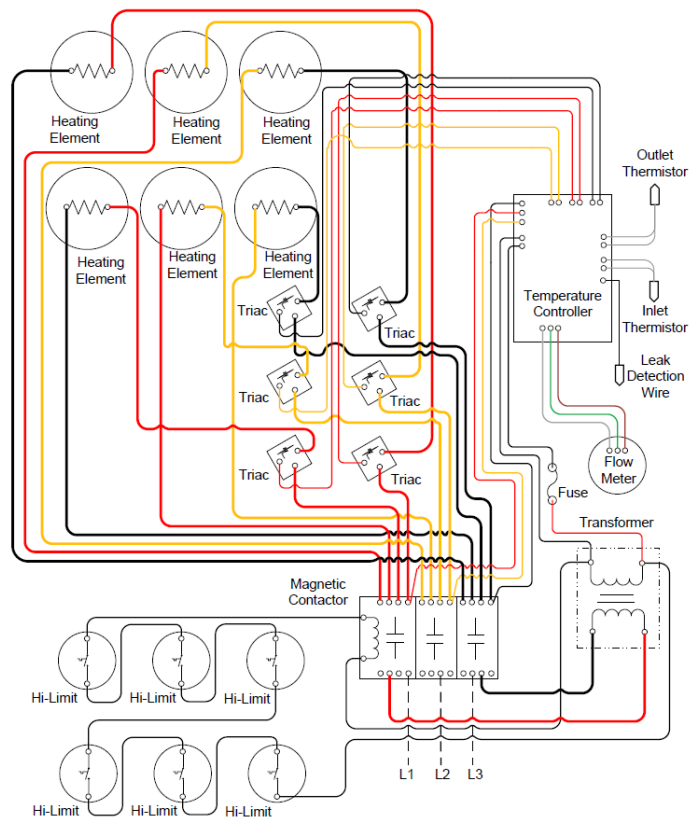 Heating
Element
Heating
Element
Heating
Element
Outlet
Thermistor
Heating
Element
Heating
Element
Heating
Element
Triac
Triac
Temperature
Controller
Inlet
Thermistor
Triac
Triac
Leak
Detection
Wire
Triac
Triac
Flow
Meter
Fuse
Transformer
Magnetic
Contactor
Hi-Limit
Hi-Limit
Hi-Limit
L1
L2
L3
Hi-Limit
Hi-Limit
Hi-Limit